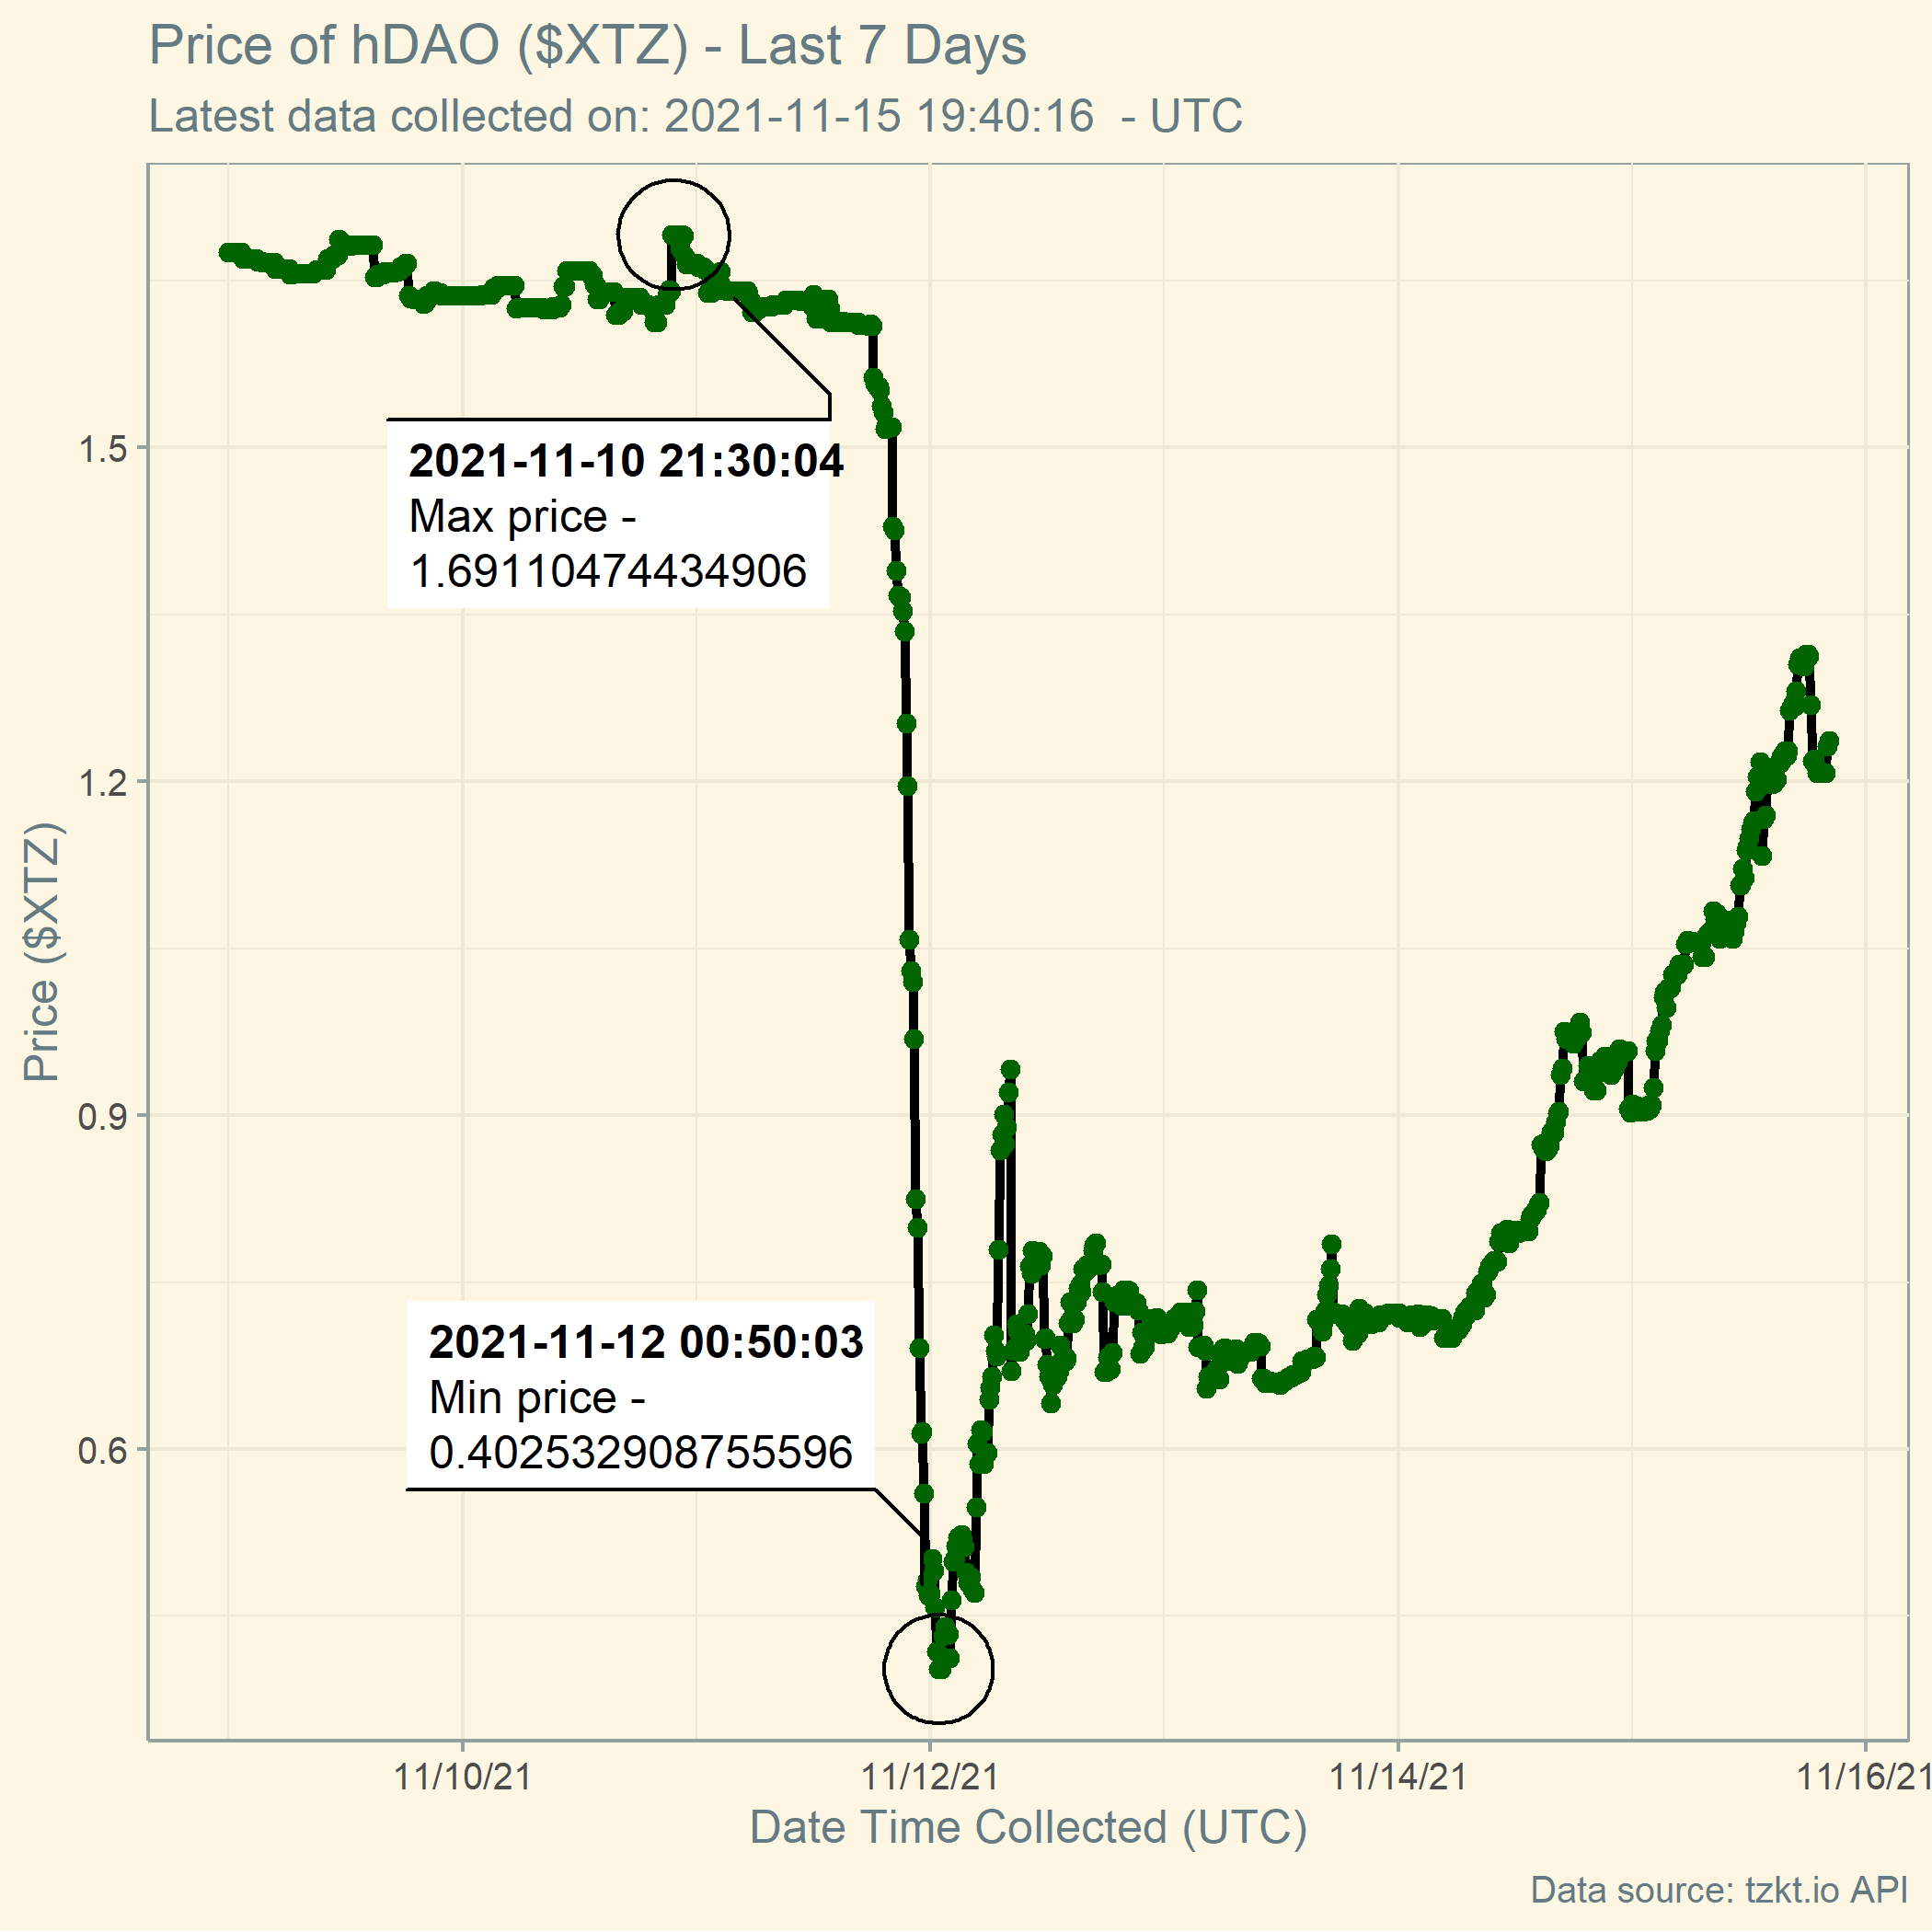 Price of hDAO ($XTZ) - Last 7 Days
Latest data collected on: 2021-11-15 19:40:16  - UTC
Price ($XTZ)
1.5
1.2
0.9
0.6
2021-11-10 21:30:04
Max price -
1.69110474434906
2021-11-12 00:50:03
Min price -
0.402532908755596
11/10/21
11/12/21
11/14/21
11/16/21
Date Time Collected (UTC)
Data source: tzkt.io API